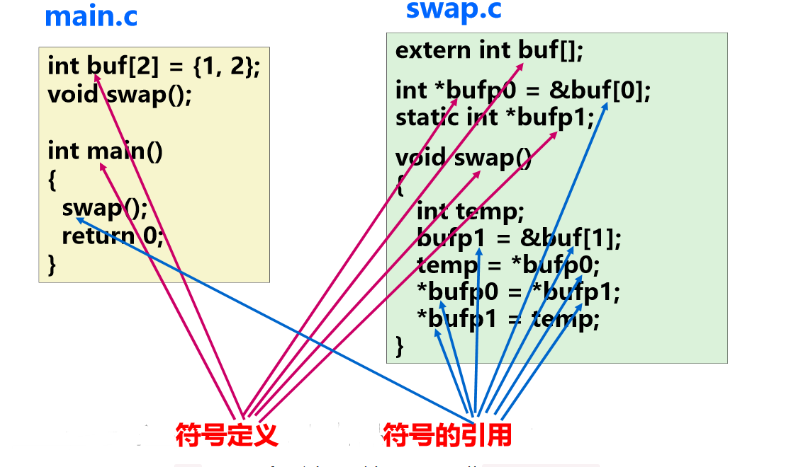 main.c
int buf[2] = {1, 2};
void swap();
int main()
{
swap();
return 0;
}
swap.c
extern int buf[];
int *bufp0 = &buf[0];
static int *bufp1;
void swap()
{
int temp;
bufp1 = &buf[1];
temp = *bufp0;
*bufp0 = *bufp1;
*bufp1 = temp;
}
符号定义
符号的引用